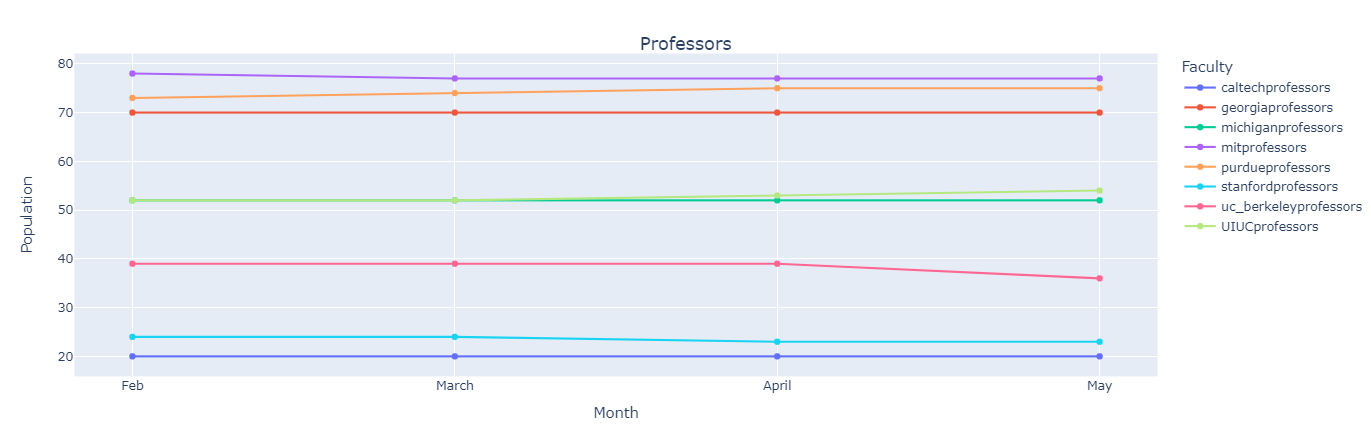 Professors
Population
80
70
60
50
40
30
20
Feb
March
April
May
Month
Faculty
caltechprofessors
georgiaprofessors
michiganprofessors
mitprofessors
purdueprofessors
stanfordprofessors
uc_berkeleyprofessors
UIUCprofessors